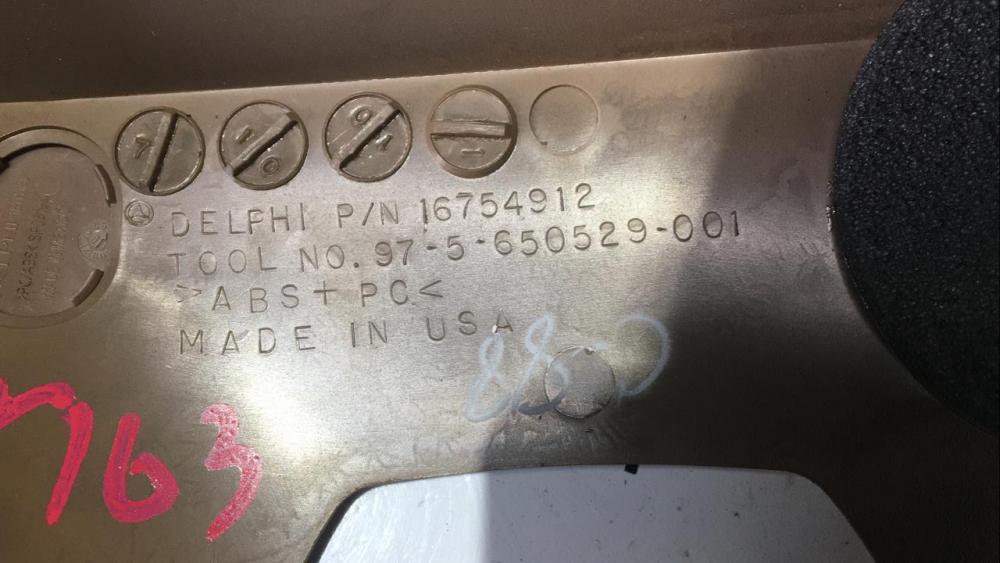 DELPHI P/N 16754912
TOOL NO. 97-5-650529-001
>ABS+PC<
MADE IN USA
763